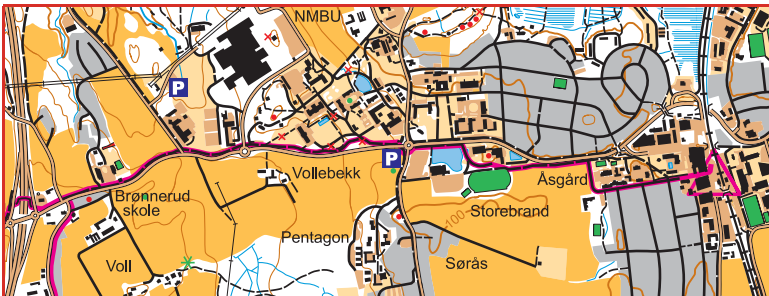 NMBU
P
P
Vollebekk
Åsgård
Brønnerud
skole
Storebrand
100
Pentagon
Voll
Sørås